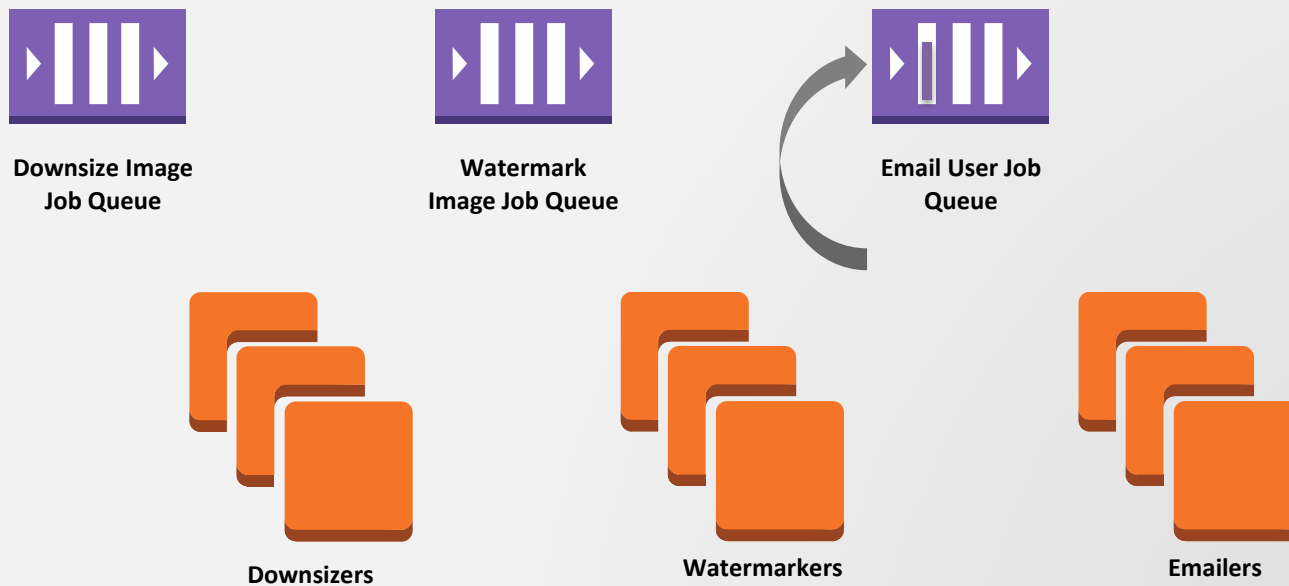 Downsize Image
Job Queue
Watermark
Image Job Queue
Email User Job
Queue
Downsizers
Watermarkers
Emailers